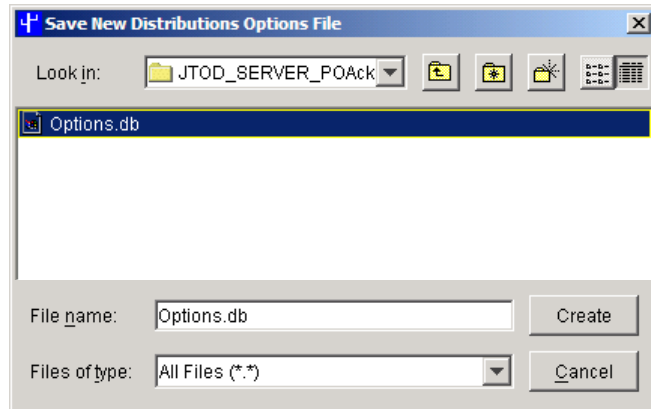 Save New Distributions Options File
Look in: JTOD_SERVER_POAck
Options.db
File name: Options.db Create
Files of type: All Files (*.*) Cancel